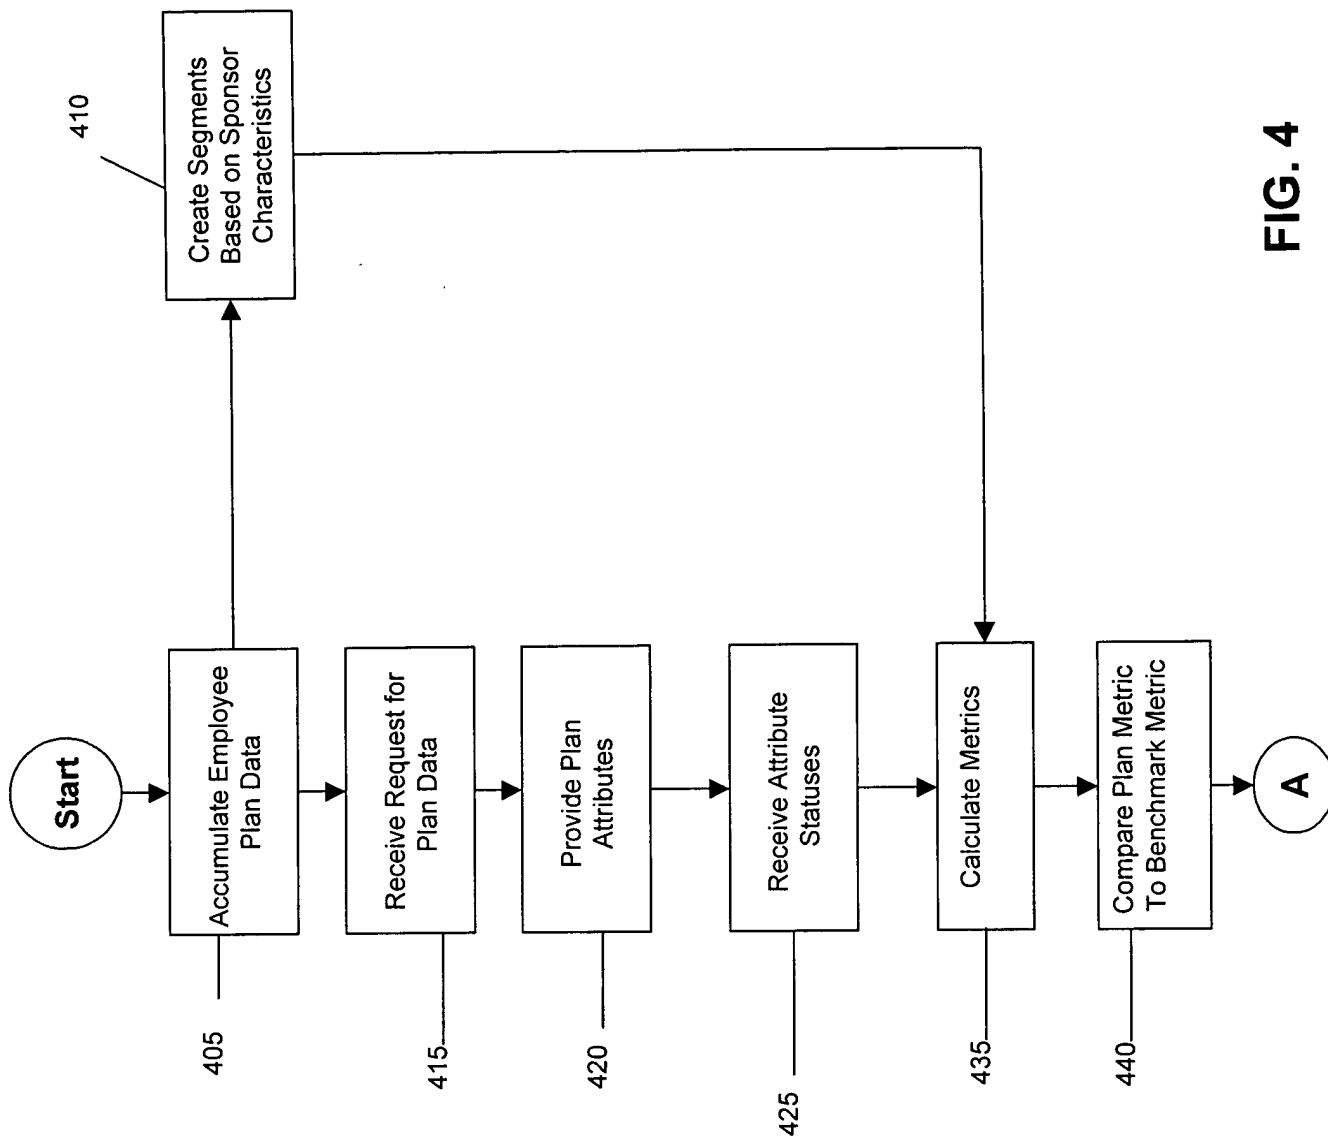 Start
405
Accumulate Employee
Plan Data
410
Create Segments
Based on Sponsor
Characteristics
415
Receive Request for
Plan Data
420
Provide Plan
Attributes
425
Receive Attribute
Statuses
435
Calculate Metrics
440
Compare Plan Metric
To Benchmark Metric
A
FIG. 4